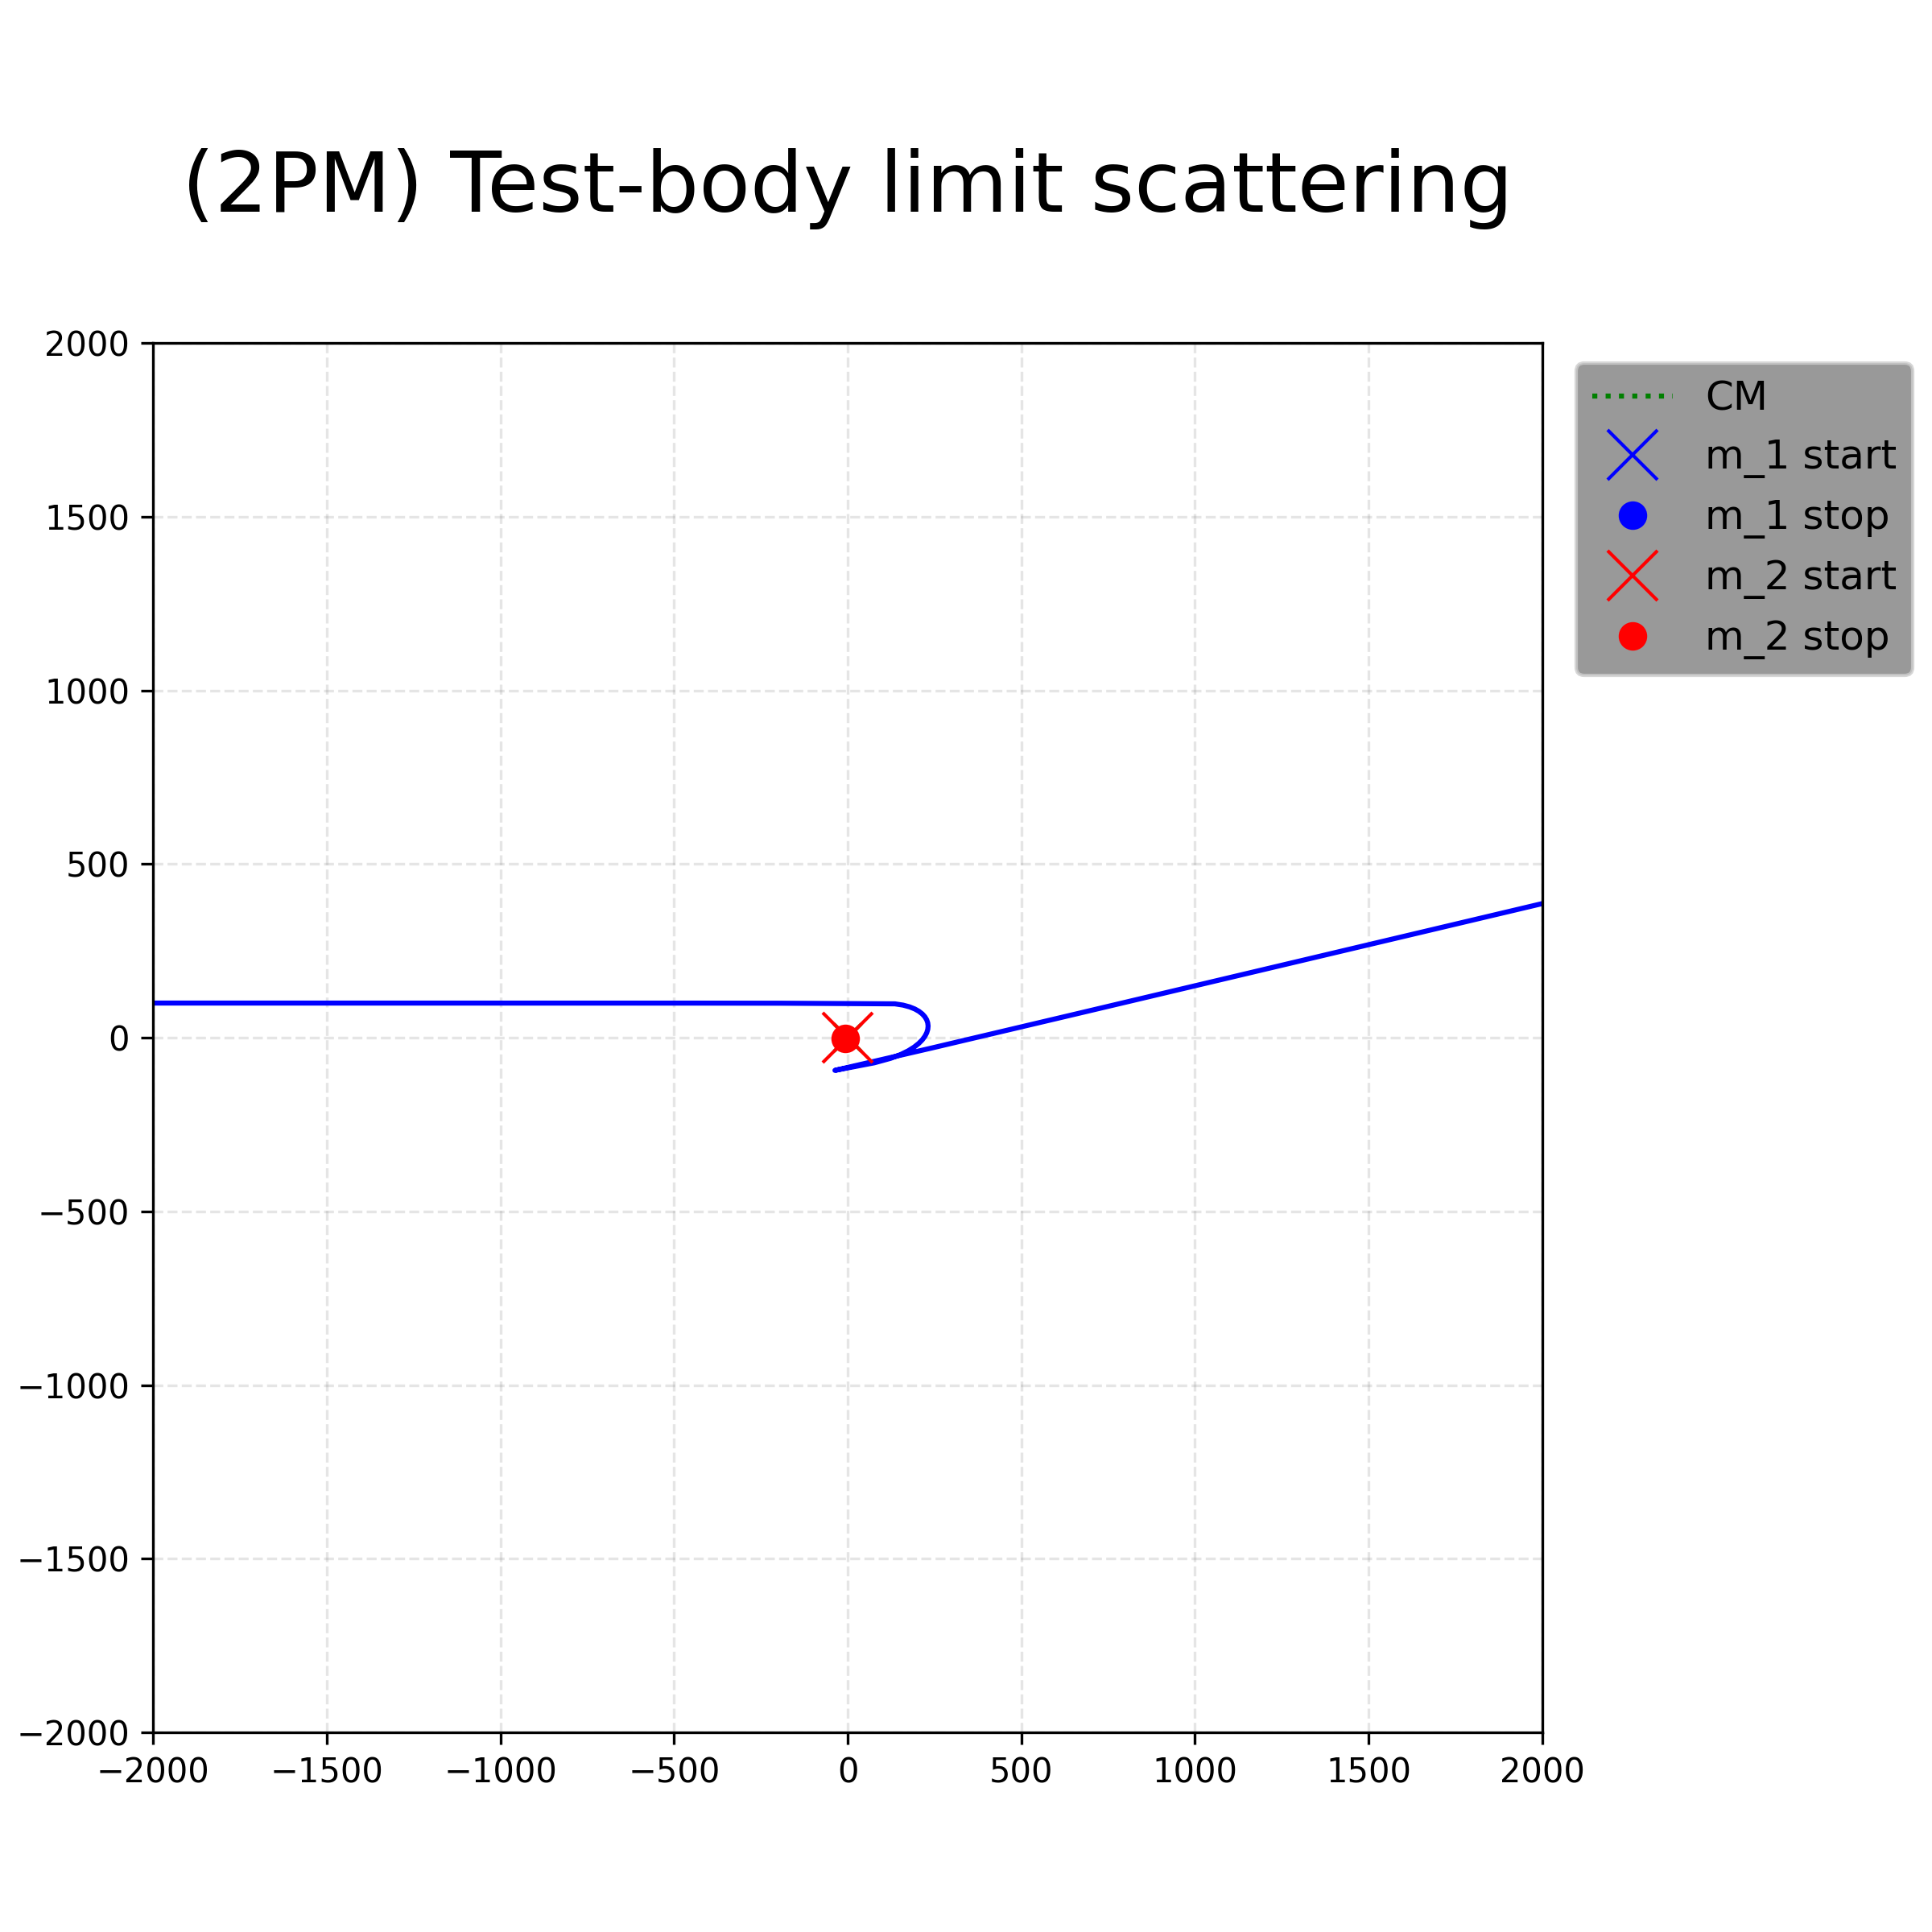 (2PM) Test-body limit scattering
CM
m_1 start
m_1 stop
m_2 start
m_2 stop
2000
1500
1000
500
0
−500
−1000
−1500
−2000
−2000 −1500 −1000 −500 0 500 1000 1500 2000